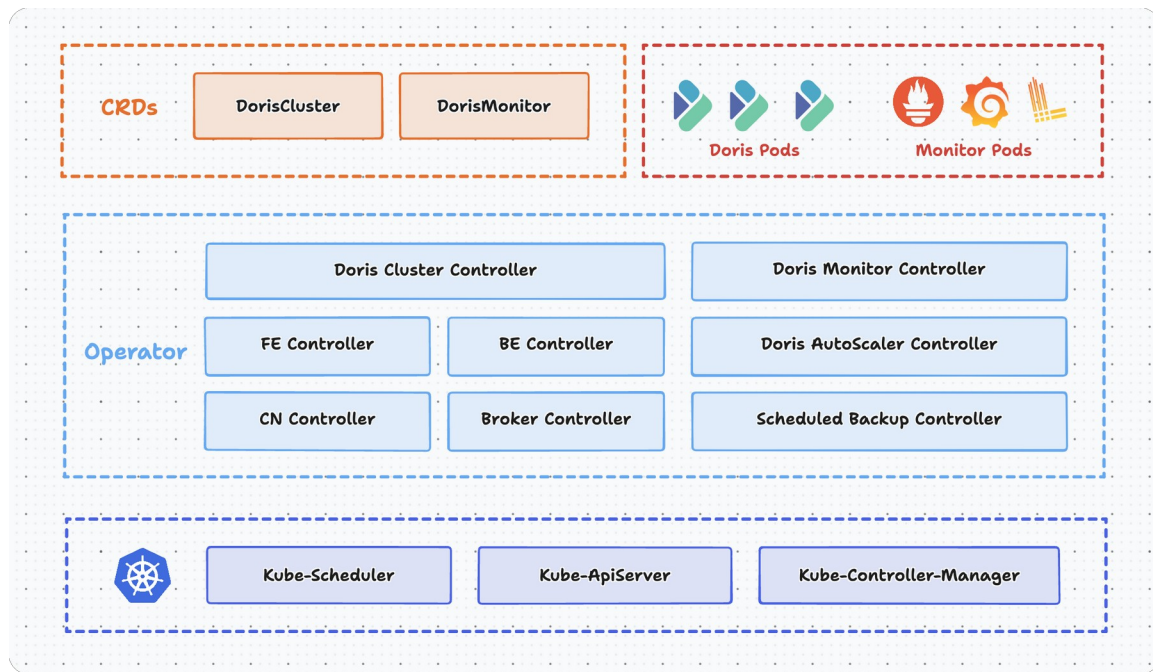 CRDs
DorisCluster
DorisMonitor
Doris Pods
Monitor Pods
Operator
Doris Cluster Controller
Doris Monitor Controller
FE Controller
BE Controller
Doris AutoScaler Controller
CN Controller
Broker Controller
Scheduled Backup Controller
Kube-Scheduler
Kube-ApiServer
Kube-Controller-Manager